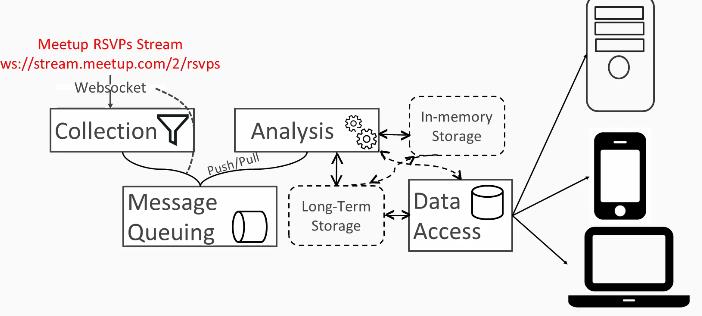 Meetup RSVPs Stream
ws://stream.meetup.com/2/rsvps
Websocket
Collection
Analysis
In-memory
Storage
Push/Pull
Message
Queuing
Long-Term
Storage
Data
Access